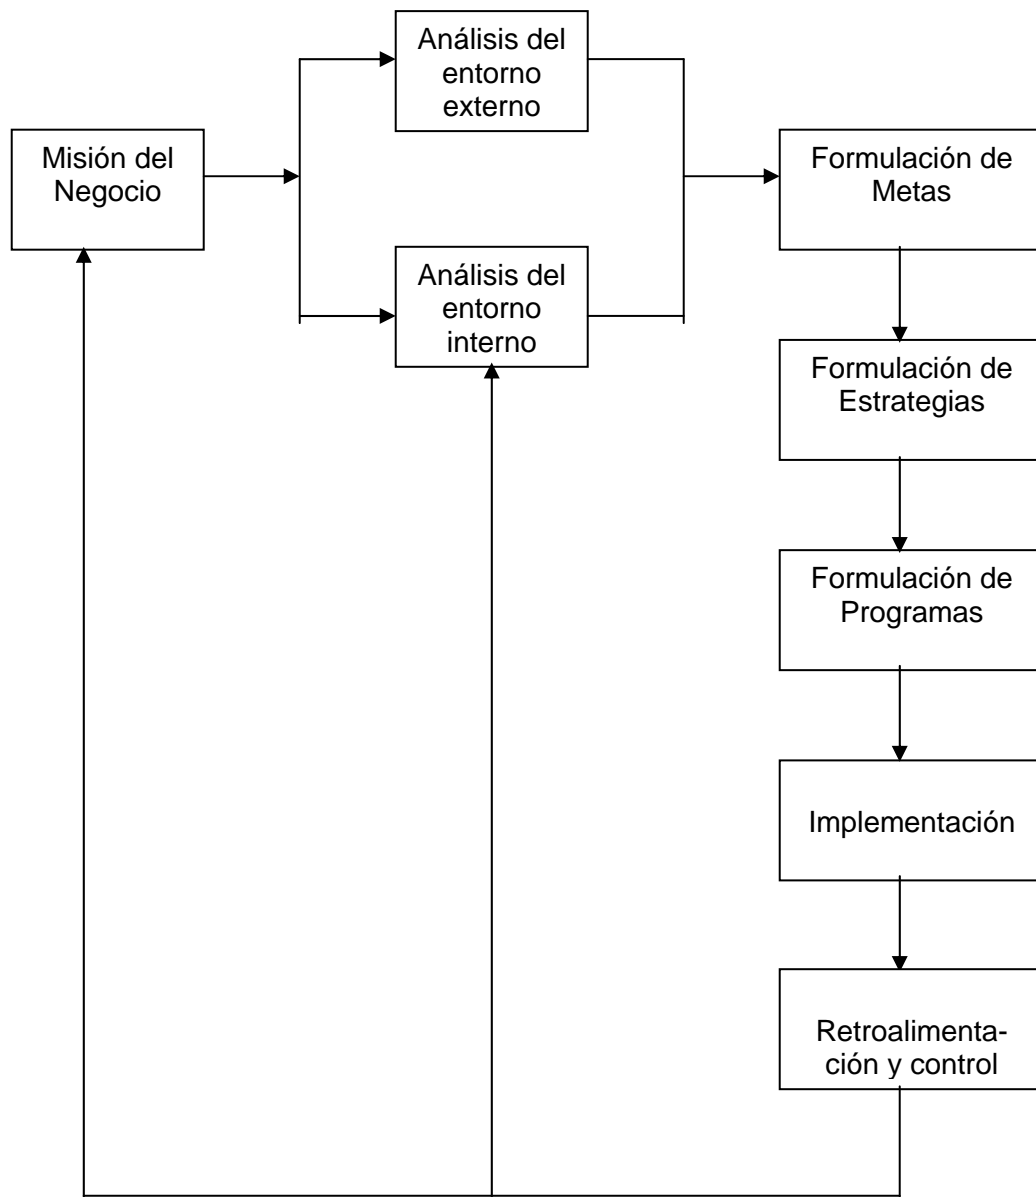 Misión del
Negocio
Análisis del
entorno
externo
Análisis del
entorno
interno
Formulación de
Metas
Formulación de
Estrategias
Formulación de
Programas
Implementación
Retroalimenta-
ción y control